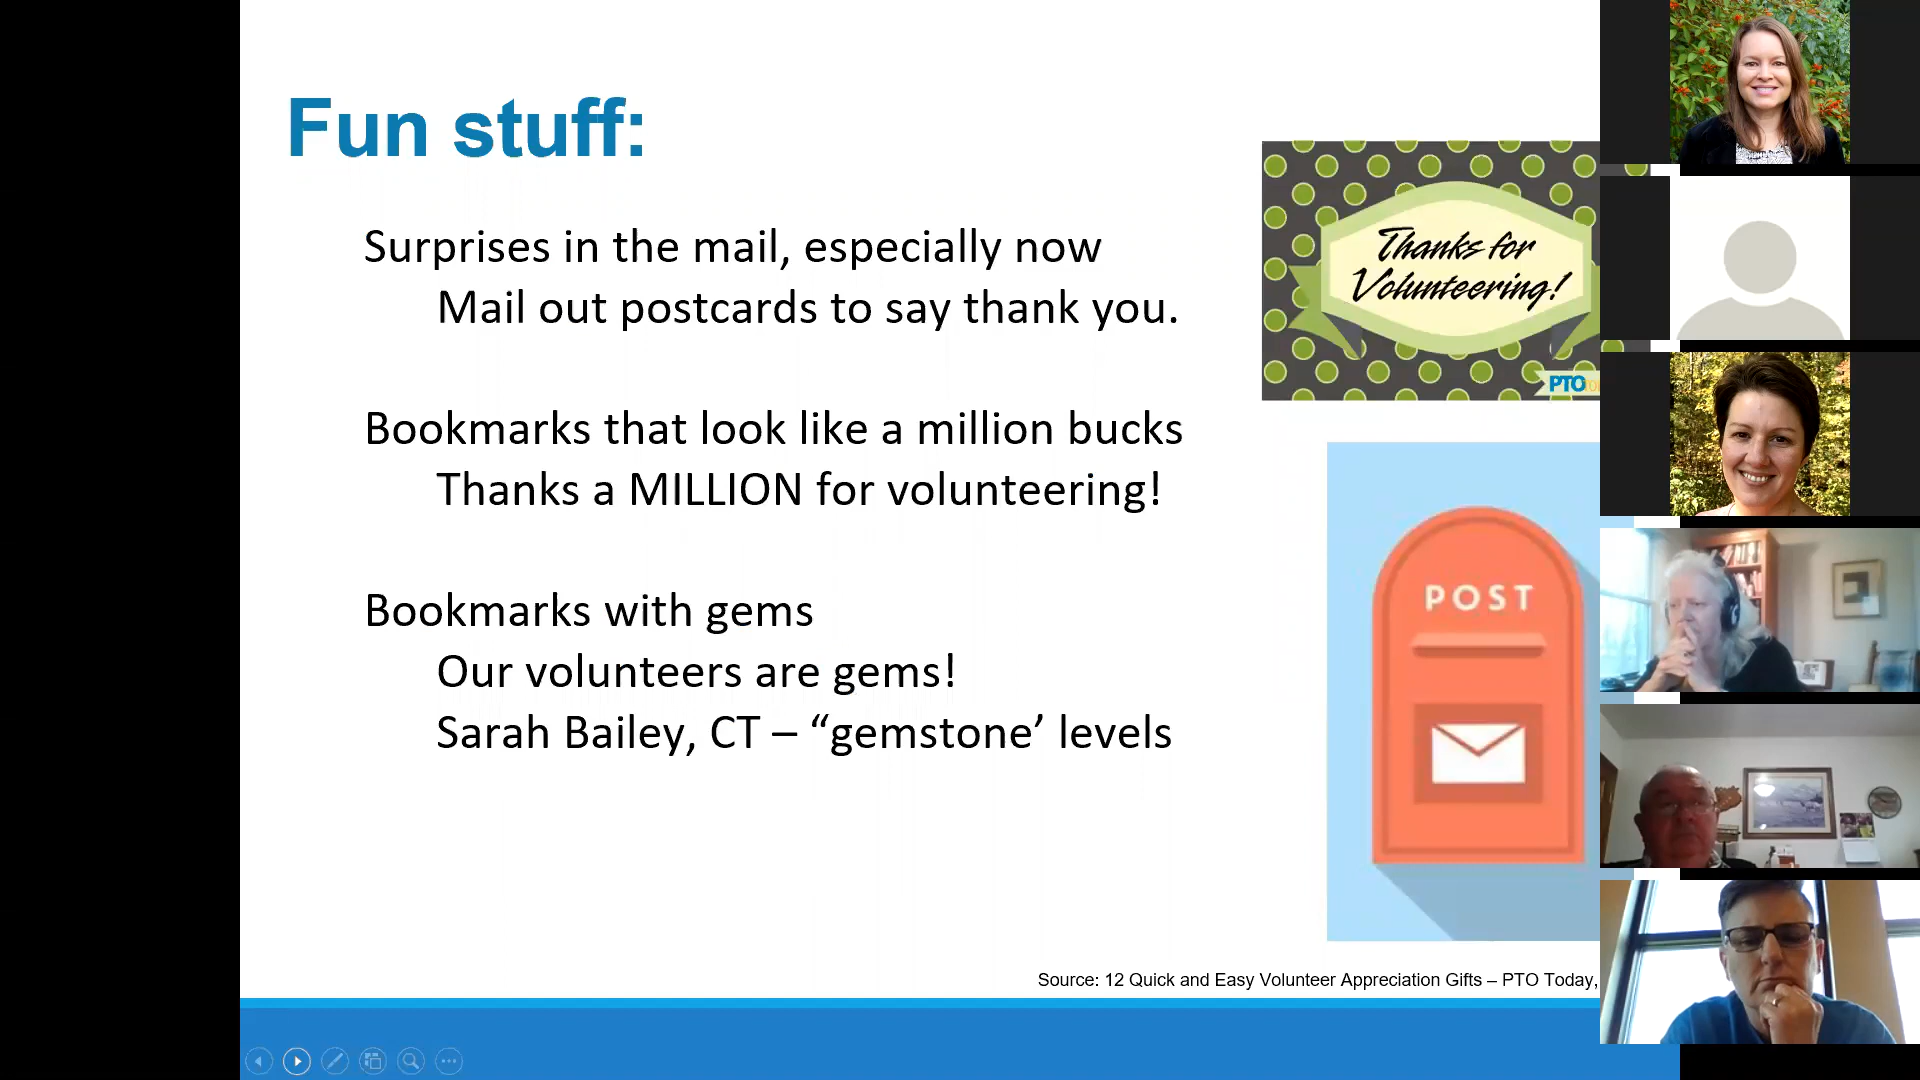 Fun stuff:
Surprises in the mail, especially now
Mail out postcards to say thank you.
Bookmarks that look like a million bucks
Thanks a MILLION for volunteering!
Bookmarks with gems
Our volunteers are gems!
Sarah Bailey, CT – “gemstone’ levels
Thanks for
Volunteering!
PTO
POST
Source: 12 Quick and Easy Volunteer Appreciation Gifts – PTO Today,